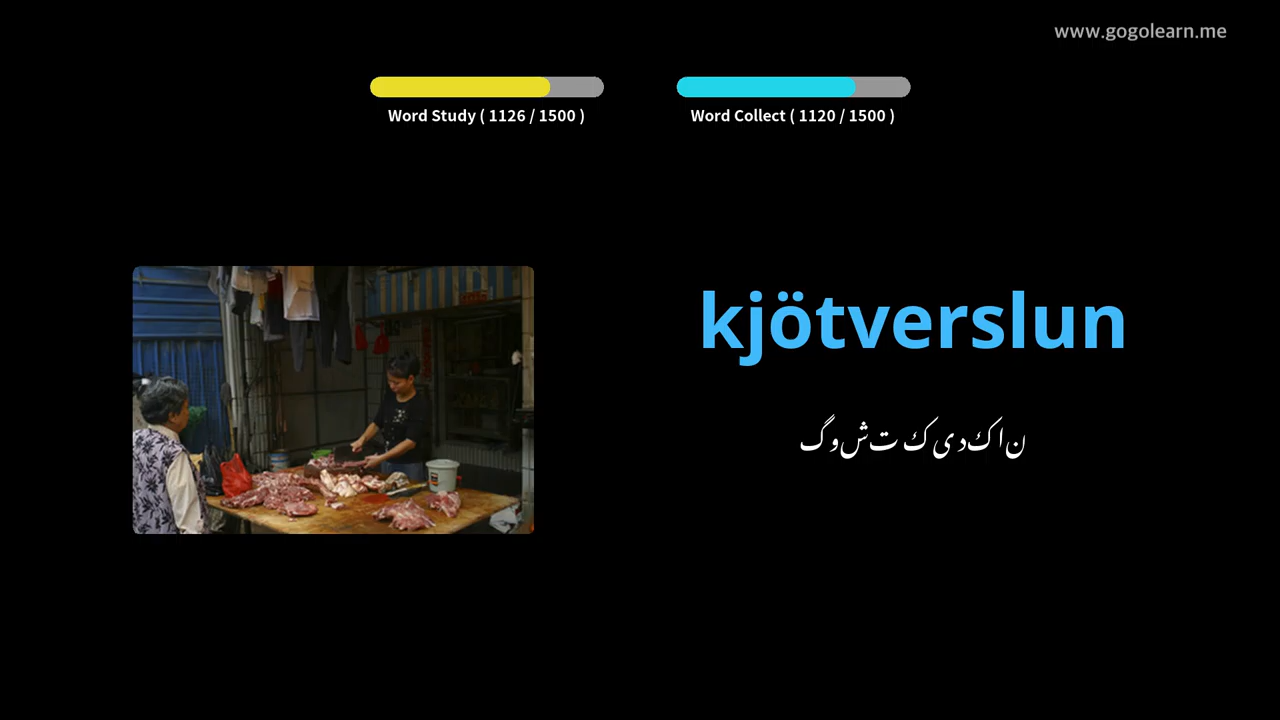 www.gogolearn.me
Word Study ( 1126 / 1500 )
Word Collect ( 1120 / 1500 )
kjötverslun
گوشت کی دکان